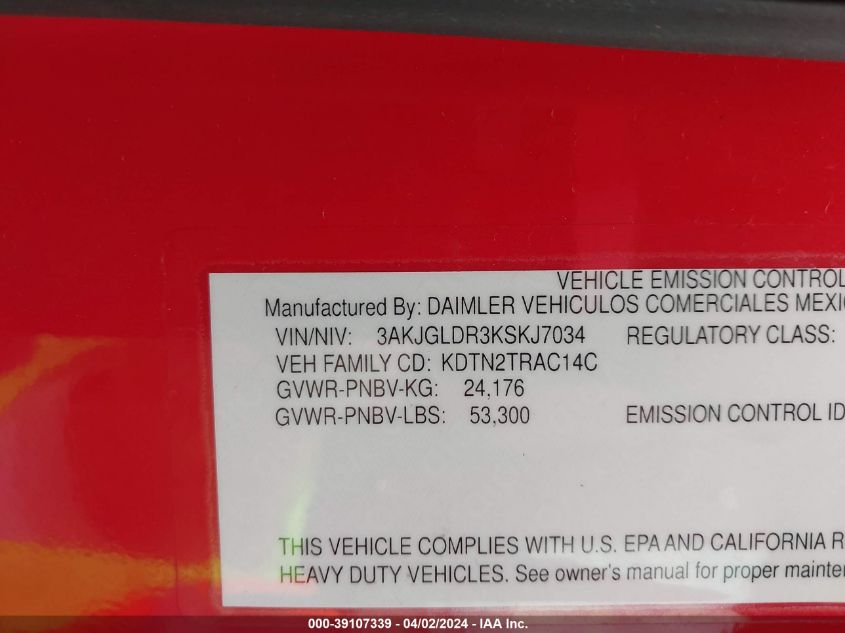 VEHICLE EMISSION CONTROL
Manufactured By: DAIMLER VEHICULOS COMERCIALES MEXI
VIN/NIV: 3AKJGLDR3KSKJ7034 REGULATORY CLASS:
VEH FAMILY CD: KDTN2TRAC14C
GVWR-PNBV-KG: 24,176
GVWR-PNBV-LBS: 53,300 EMISSION CONTROL ID
THIS VEHICLE COMPLIES WITH U.S. EPA AND CALIFORNIA R
HEAVY DUTY VEHICLES. See owner's manual for proper mainte
000-39107339 - 04/02/2024 - IAA Inc.